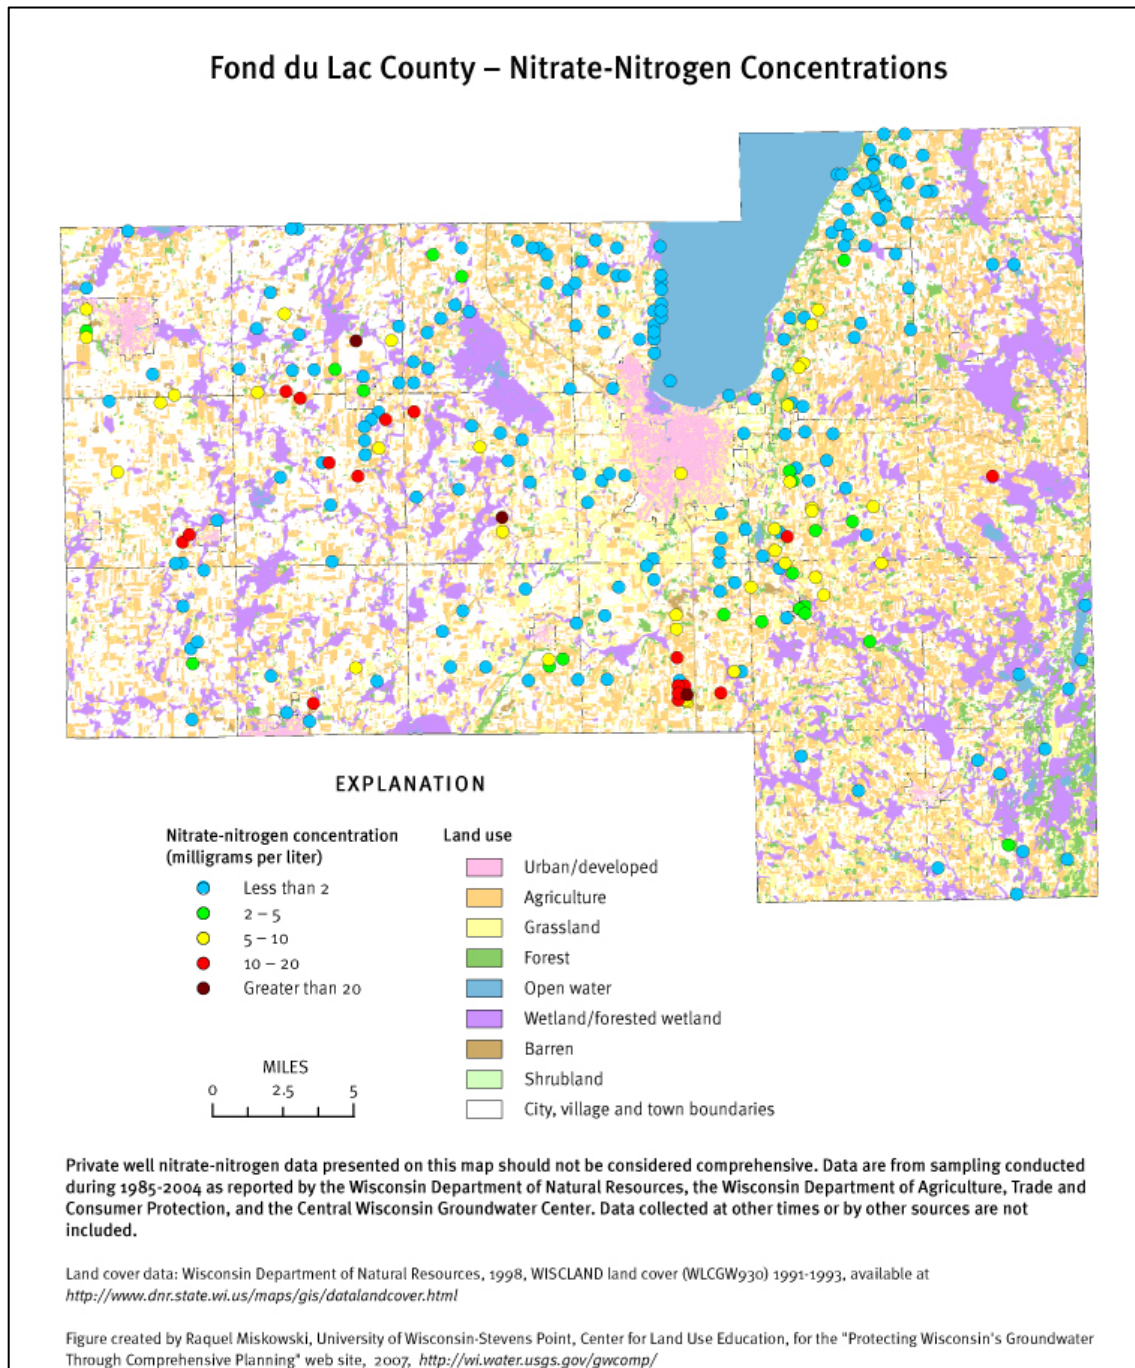 Fond du Lac County – Nitrate-Nitrogen Concentrations
EXPLANATION
Nitrate-nitrogen concentration
(milligrams per liter)
Less than 2
2 – 5
5 – 10
10 – 20
Greater than 20
MILES
0 2.5 5
Land use
Urban/developed
Agriculture
Grassland
Forest
Open water
Wetland/forested wetland
Barren
Shrubland
City, village and town boundaries
Private well nitrate-nitrogen data presented on this map should not be considered comprehensive. Data are from sampling conducted
during 1985-2004 as reported by the Wisconsin Department of Natural Resources, the Wisconsin Department of Agriculture, Trade and
Consumer Protection, and the Central Wisconsin Groundwater Center. Data collected at other times or by other sources are not
included.
Land cover data: Wisconsin Department of Natural Resources, 1998, WISCLAND land cover (WLCGW930) 1991-1993, available at
http://www.dnr.state.wi.us/maps/gis/datalandcover.html
Figure created by Raquel Miskowski, University of Wisconsin-Stevens Point, Center for Land Use Education, for the "Protecting Wisconsin's Groundwater
Through Comprehensive Planning" web site, 2007, http://wi.water.usgs.gov/gwcomp/